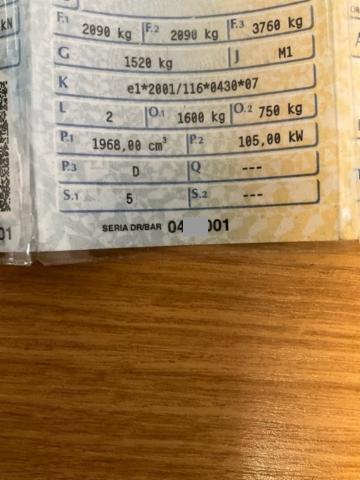 kN
F.1 2090 kg F.2 2090 kg F.3 3760 kg
G 1520 kg J M1
K e1*2001/116*0430*07
L 2 O.1 1600 kg O.2 750 kg
P.1 1968,00 cm³ P.2 105,00 kW
P.3 D Q ---
S.1 5 S.2 ---
01 SERIA DR/BAR 04 001